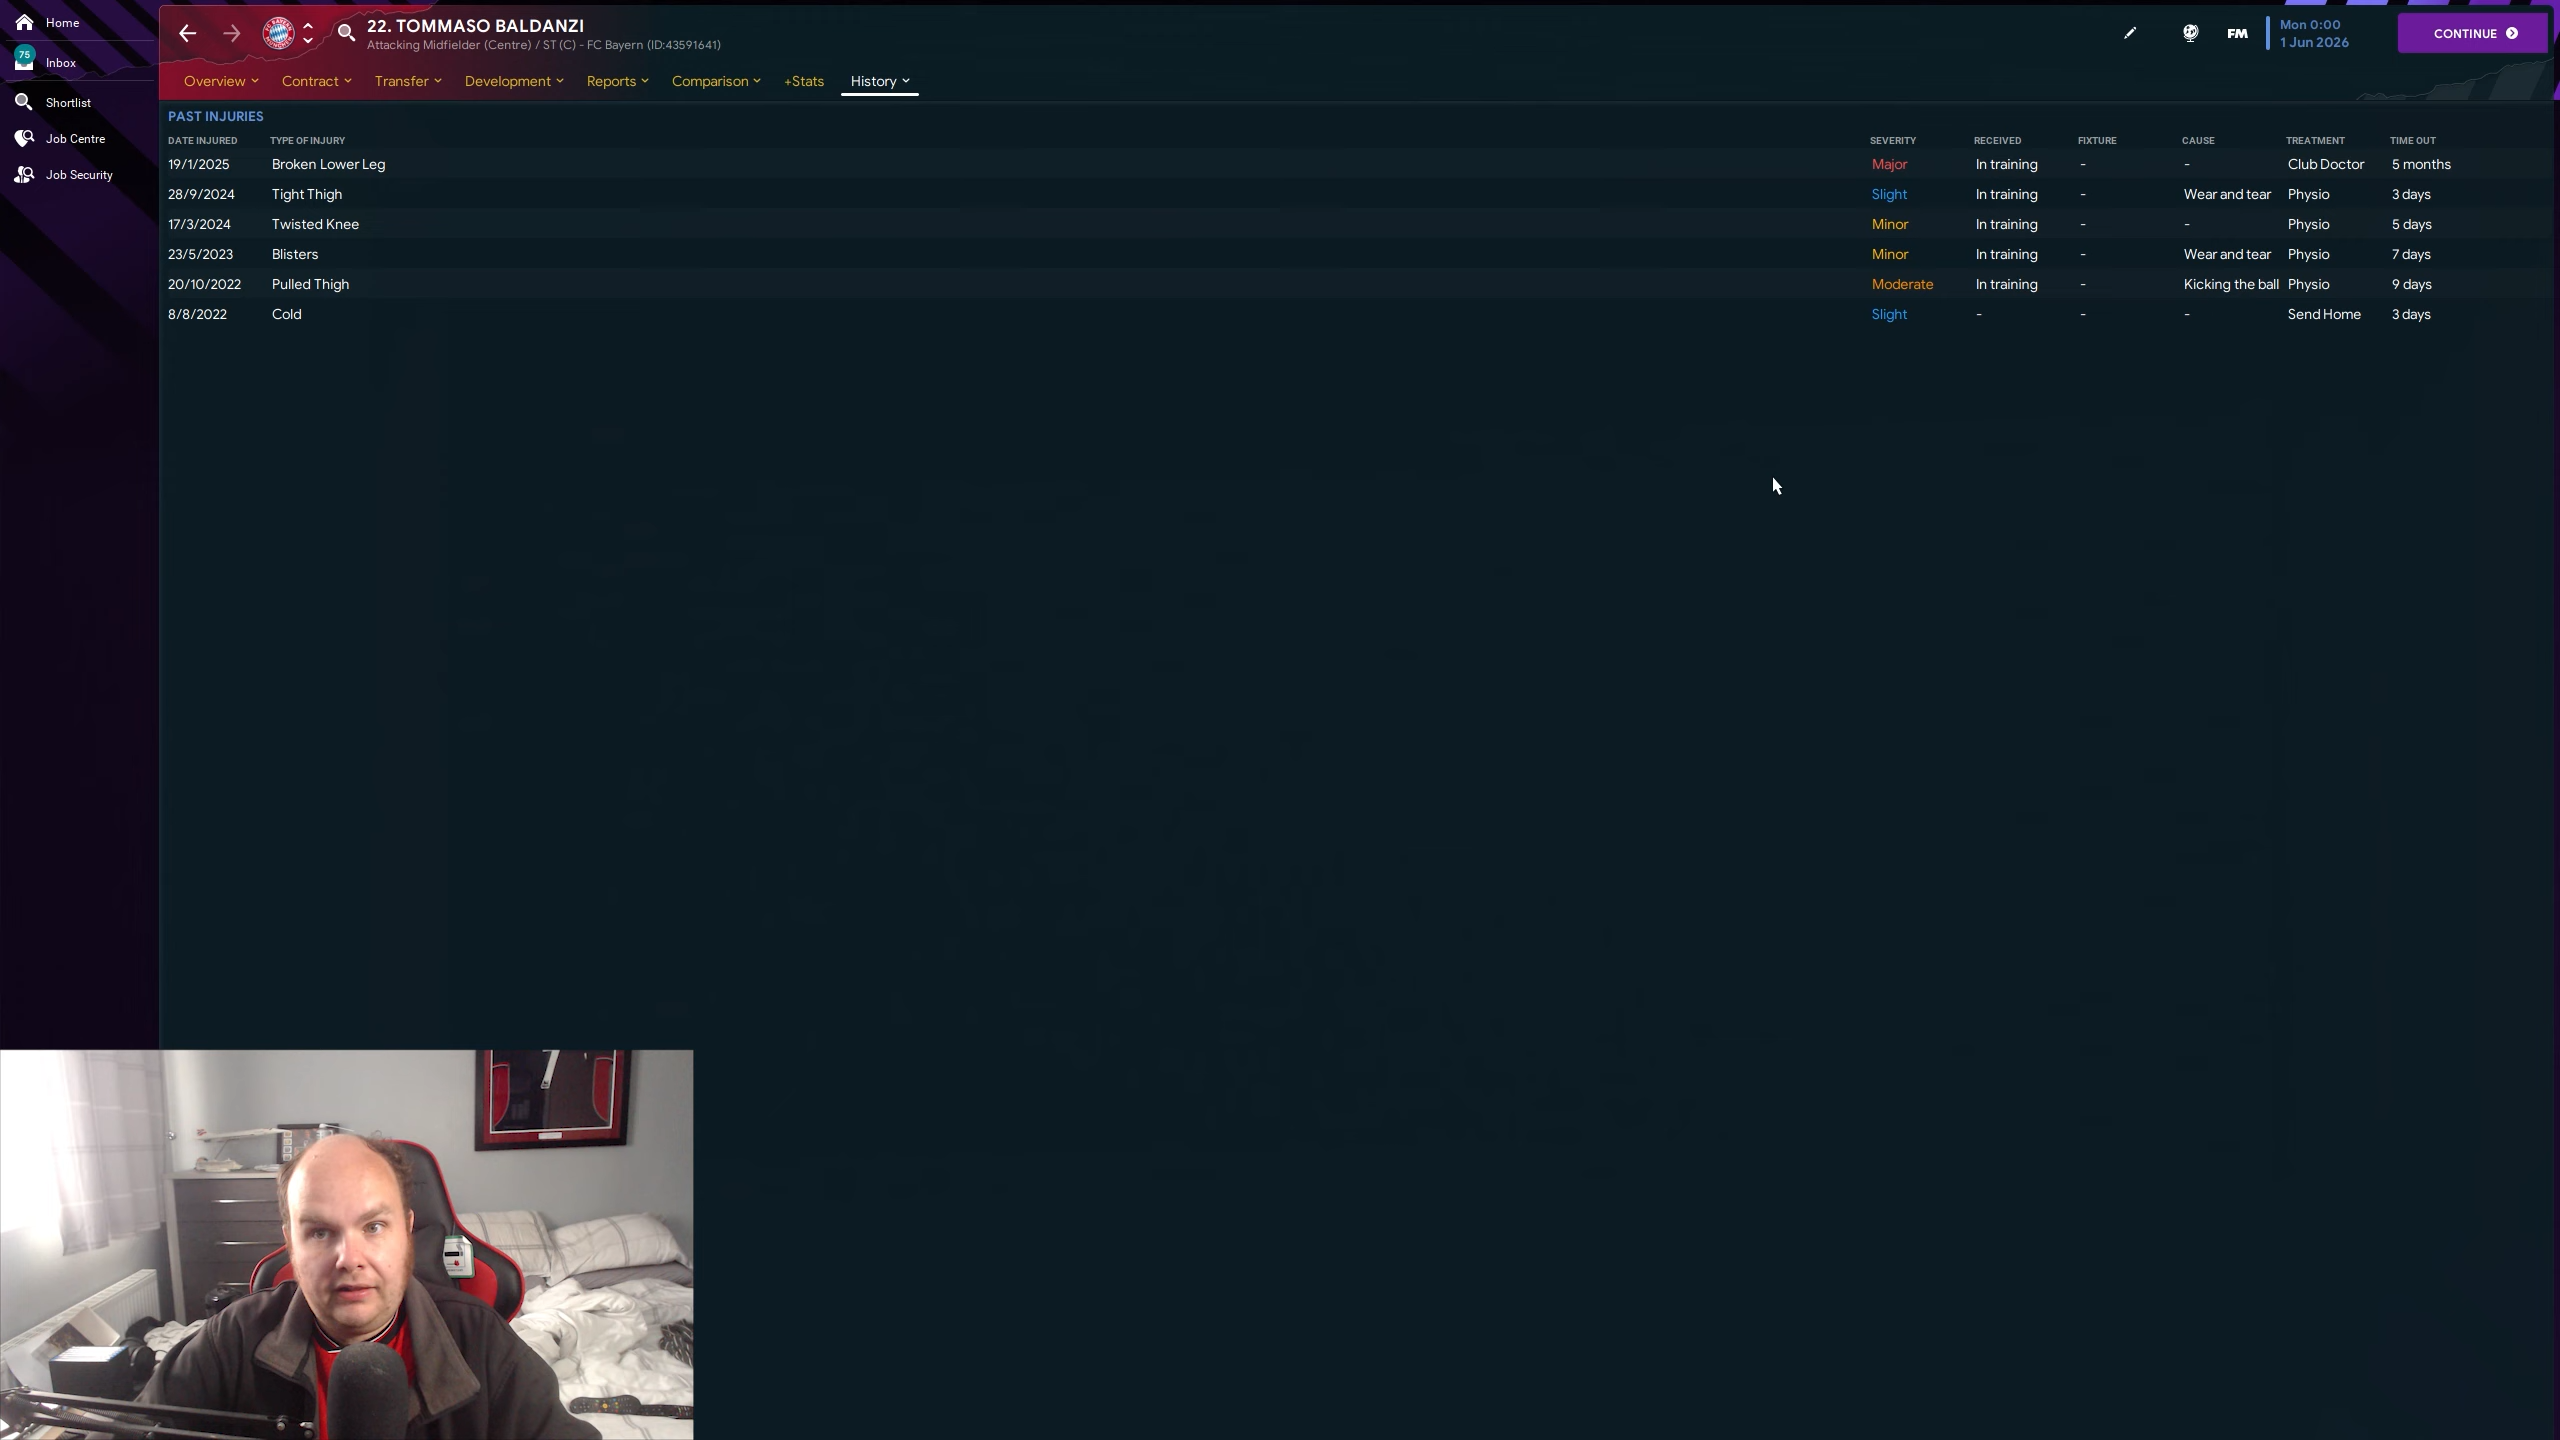 Home
75
Inbox
Shortlist
Job Centre
Job Security
22. TOMMASO BALDANZI
Attacking Midfielder (Centre) / ST (C) - FC Bayern (ID:43591641)
FM
Mon 0:00
1 Jun 2026
CONTINUE
Overview Contract Transfer Development Reports Comparison +Stats History
PAST INJURIES
DATE INJURED TYPE OF INJURY SEVERITY RECEIVED FIXTURE CAUSE TREATMENT TIME OUT
19/1/2025 Broken Lower Leg Major In training - - Club Doctor 5 months
28/9/2024 Tight Thigh Slight In training - Wear and tear Physio 3 days
17/3/2024 Twisted Knee Minor In training - - Physio 5 days
23/5/2023 Blisters Minor In training - Wear and tear Physio 7 days
20/10/2022 Pulled Thigh Moderate In training - Kicking the ball Physio 9 days
8/8/2022 Cold Slight - - - Send Home 3 days
7